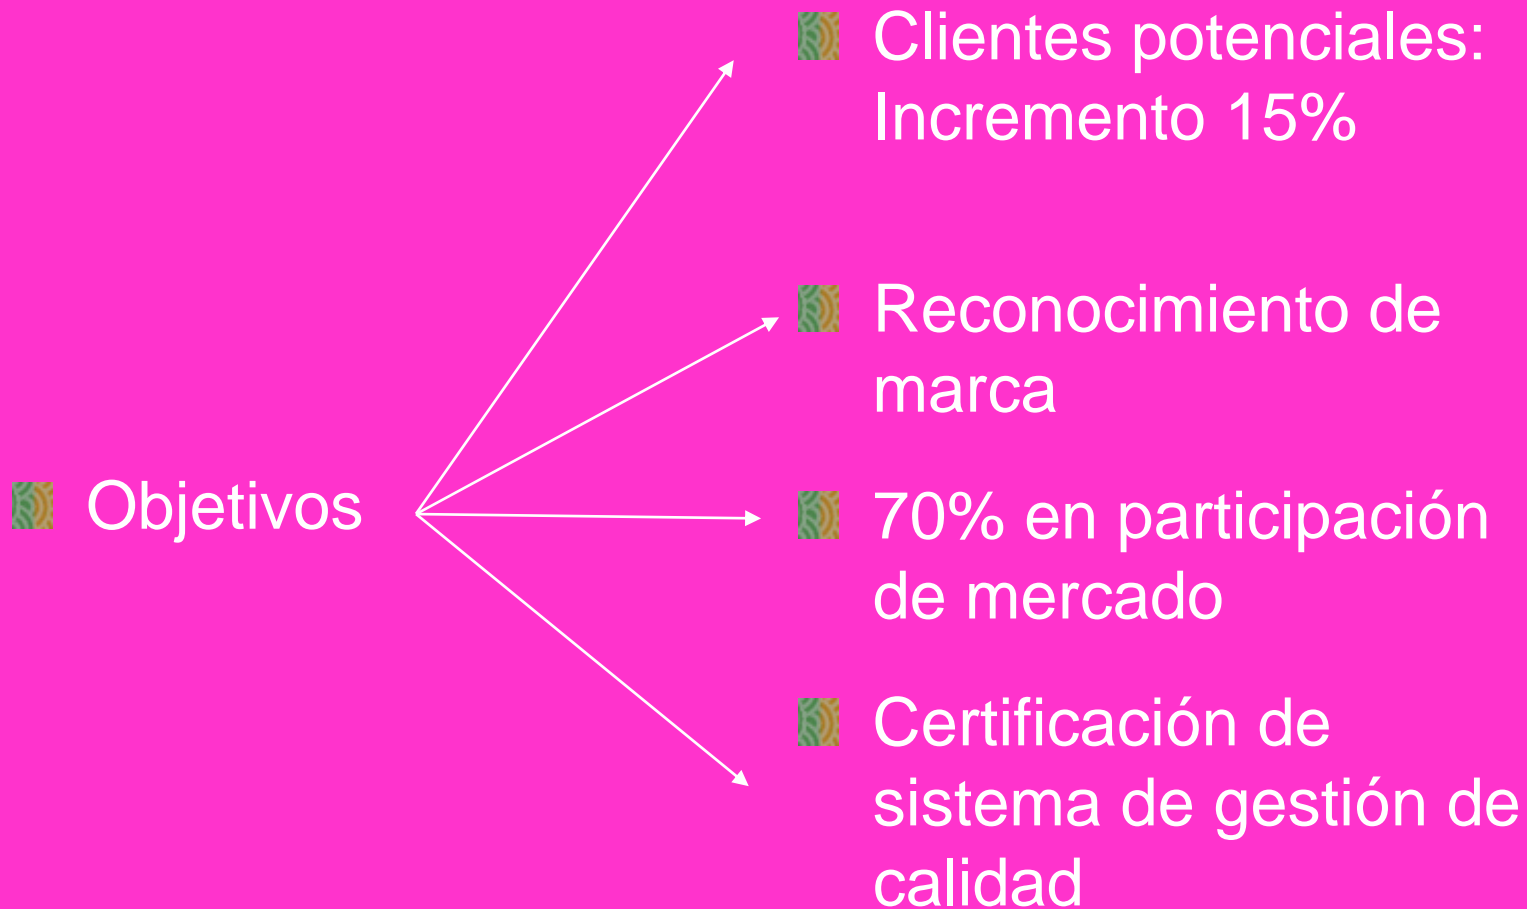 Objetivos
Clientes potenciales:
Incremento 15%
Reconocimiento de
marca
70% en participación
de mercado
Certificación de
sistema de gestión de
calidad